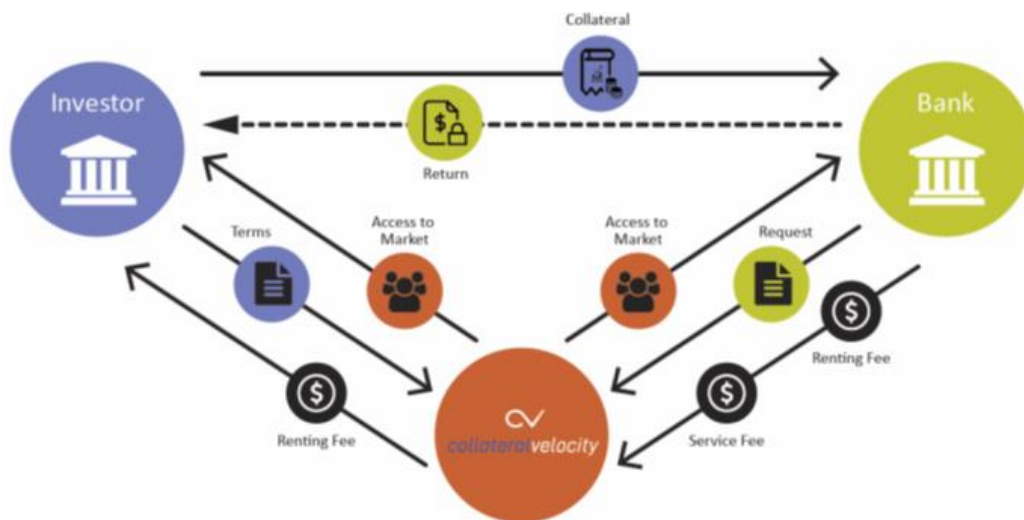 Collateral
Investor
Bank
Return
Terms
Access to
Market
Access to
Market
Request
Renting Fee
Renting Fee
Service Fee
CV
collateralvelocity